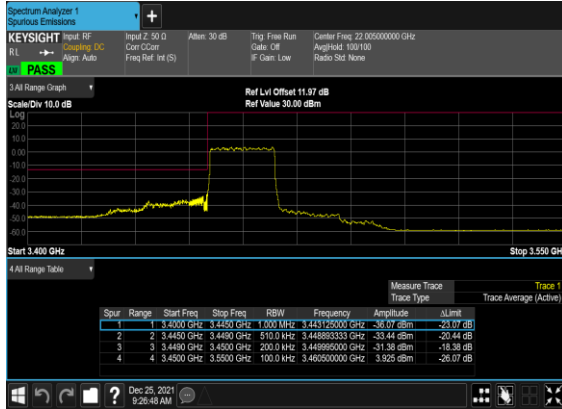 Spectrum Analyzer 1
Spurious Emissions
+
KEYSIGHT Input: RF Input Z: 50 Ω Atten: 30 dB Trig: Free Run Center Freq: 22.005000000 GHz
RL Coupling: DC Corr CCorr Gate: Off Avg|Hold: 100/100
Align: Auto Freq Ref: Int (S) IF Gain: Low Radio Std: None
PASS
3 All Range Graph Ref Lvl Offset 11.97 dB
Scale/Div 10.0 dB Ref Value 30.00 dBm
Log
20.0
10.0
0.00
-10.0
-20.0
-30.0
-40.0
-50.0
-60.0
Start 3.400 GHz Stop 3.550 GH
4 All Range Table
Measure Trace Trace 1
Trace Type Trace Average (Active)
Spur Range Start Freq Stop Freq RBW Frequency Amplitude ΔLimit
1 1 3.4000 GHz 3.4450 GHz 1.000 MHz 3.443125000 GHz -36.07 dBm -23.07 dB
2 2 3.4450 GHz 3.4490 GHz 510.0 kHz 3.448893333 GHz -33.44 dBm -20.44 dB
3 3 3.4490 GHz 3.4500 GHz 200.0 kHz 3.449995000 GHz -31.38 dBm -18.38 dB
4 4 3.4500 GHz 3.5500 GHz 100.0 kHz 3.460500000 GHz 3.925 dBm -26.07 dB
? Dec 25, 2021
9:26:48 AM